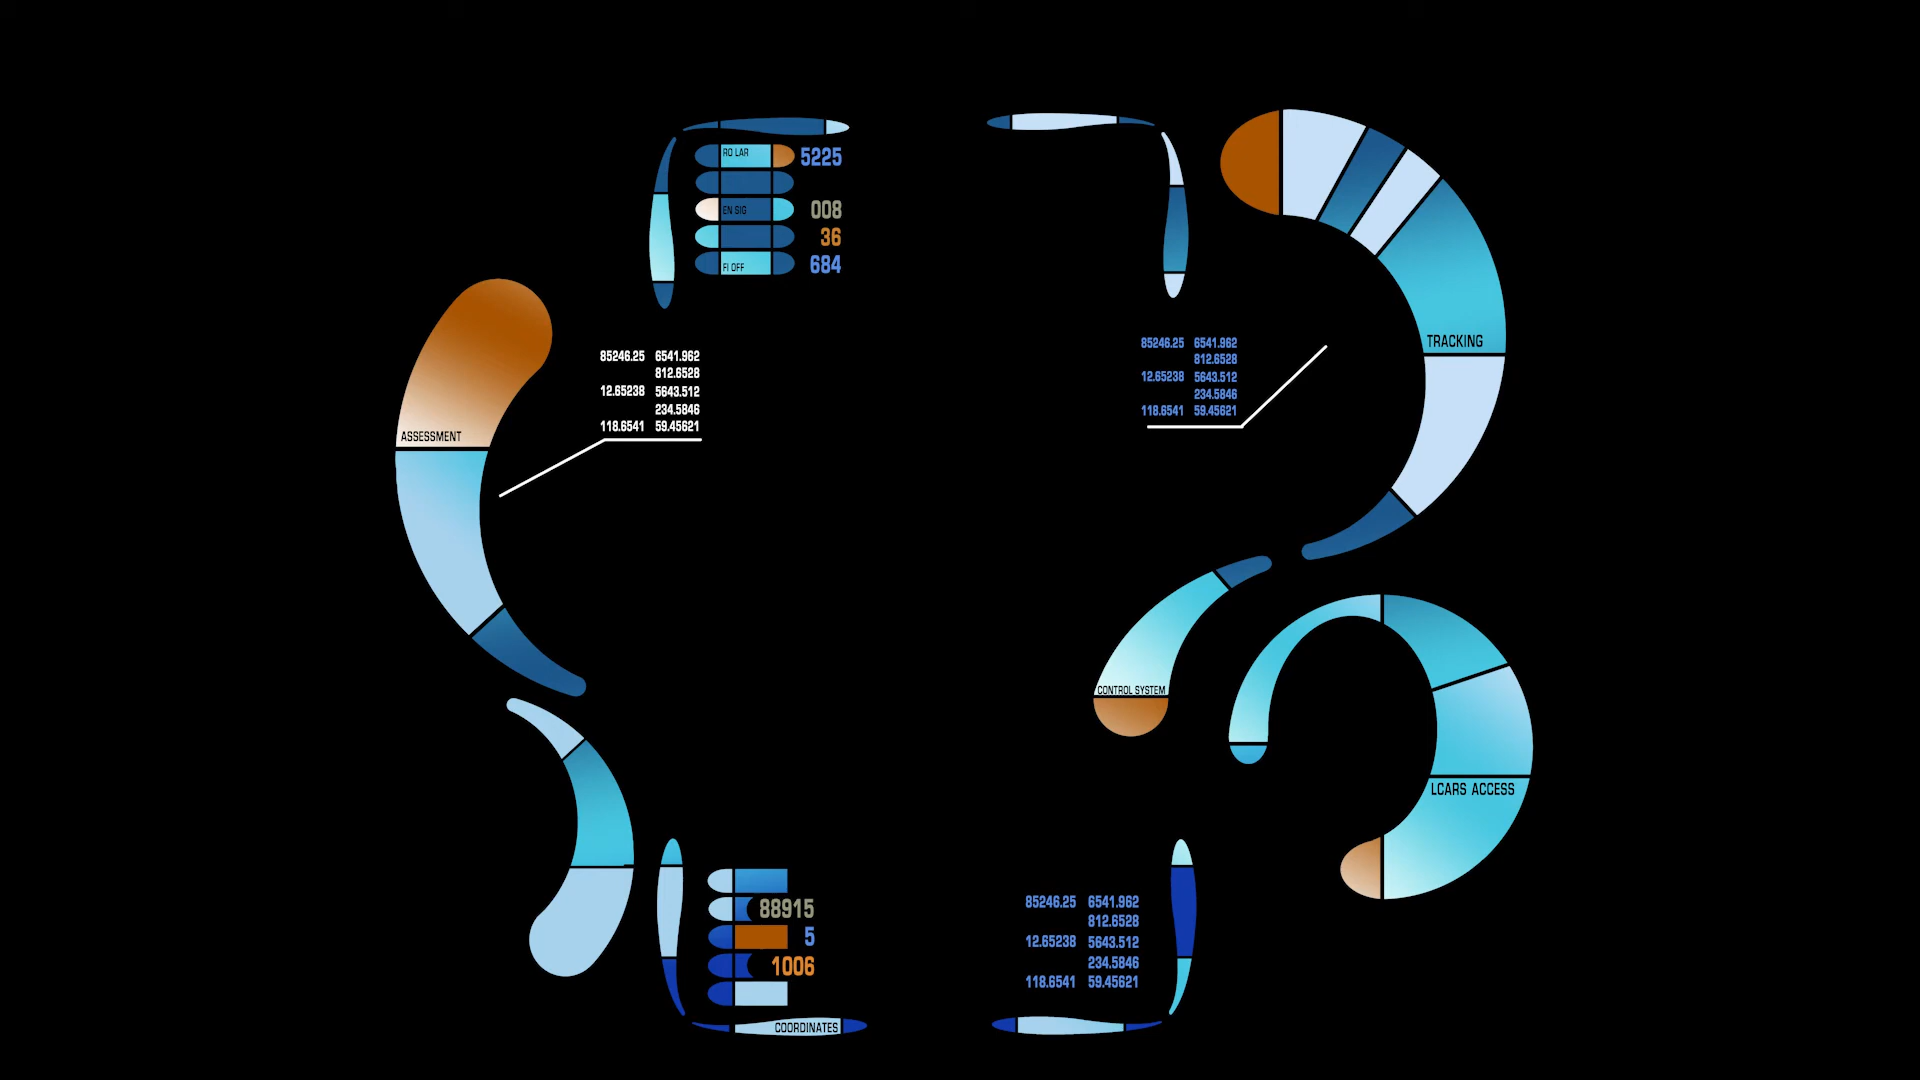 RO LAR 5225
EN SIG 008
36
FI OFF 684
ASSESSMENT
85246.25 6541.962
812.6528
12.65238 5643.512
234.5846
118.6541 59.45621
85246.25 6541.962
812.6528
12.65238 5643.512
234.5846
118.6541 59.45621
TRACKING
CONTROL SYSTEM
LCARS ACCESS
88915
5
1006
COORDINATES
85246.25 6541.962
812.6528
12.65238 5643.512
234.5846
118.6541 59.45621